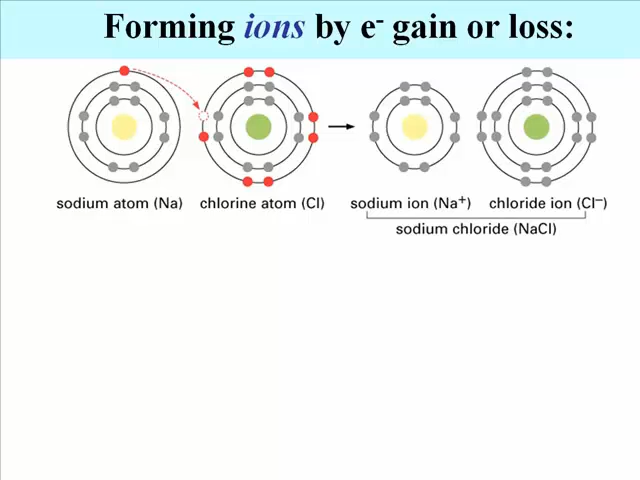 Forming ions by e- gain or loss:
sodium atom (Na) chlorine atom (Cl) sodium ion (Na+) chloride ion (Cl–)
sodium chloride (NaCl)